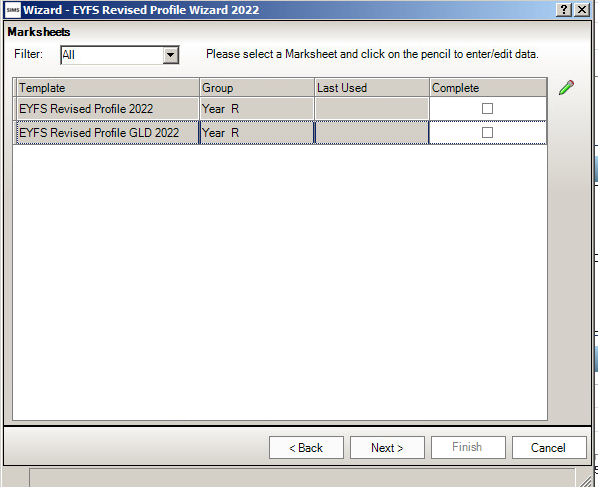 SIMS Wizard - EYFS Revised Profile Wizard 2022 ?
Marksheets
Filter: All Please select a Marksheet and click on the pencil to enter/edit data.
Template Group Last Used Complete
EYFS Revised Profile 2022 Year R
EYFS Revised Profile GLD 2022 Year R
< Back Next > Finish Cancel